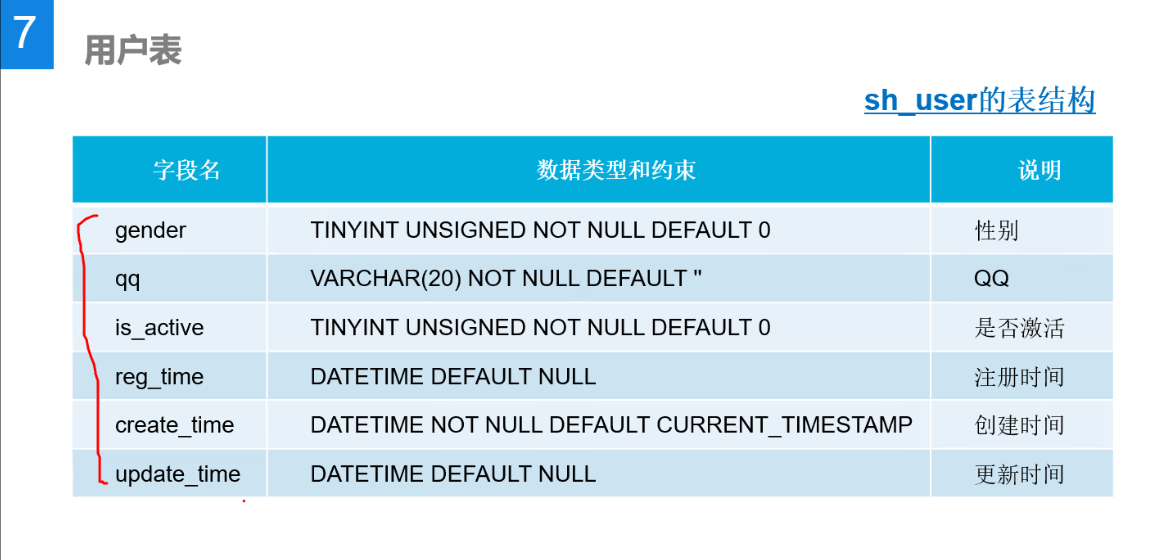 7
用户表
sh_user的表结构
字段名 数据类型和约束 说明
gender TINYINT UNSIGNED NOT NULL DEFAULT 0 性别
qq VARCHAR(20) NOT NULL DEFAULT '' QQ
is_active TINYINT UNSIGNED NOT NULL DEFAULT 0 是否激活
reg_time DATETIME DEFAULT NULL 注册时间
create_time DATETIME NOT NULL DEFAULT CURRENT_TIMESTAMP 创建时间
update_time DATETIME DEFAULT NULL 更新时间